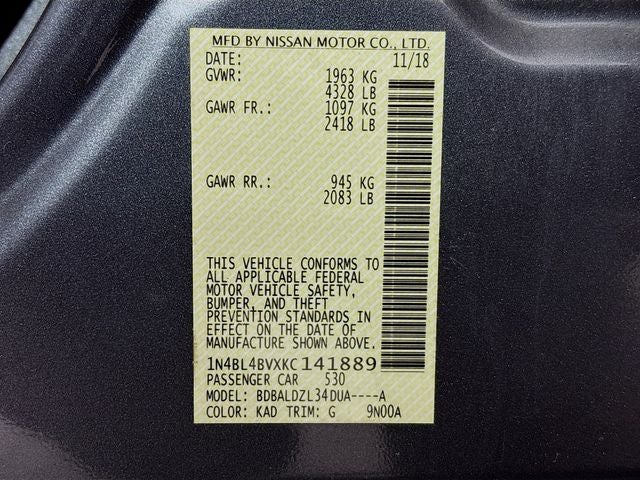 MFD BY NISSAN MOTOR CO., LTD.
DATE: 11/18
GVWR: 1963 KG
4328 LB
GAWR FR.: 1097 KG
2418 LB
GAWR RR.: 945 KG
2083 LB
THIS VEHICLE CONFORMS TO
ALL APPLICABLE FEDERAL
MOTOR VEHICLE SAFETY,
BUMPER, AND THEFT
PREVENTION STANDARDS IN
EFFECT ON THE DATE OF
MANUFACTURE SHOWN ABOVE.
1N4BL4BVXKC141889
PASSENGER CAR 530
MODEL: BDBALDZL34DUA----A
COLOR: KAD TRIM: G 9N00A